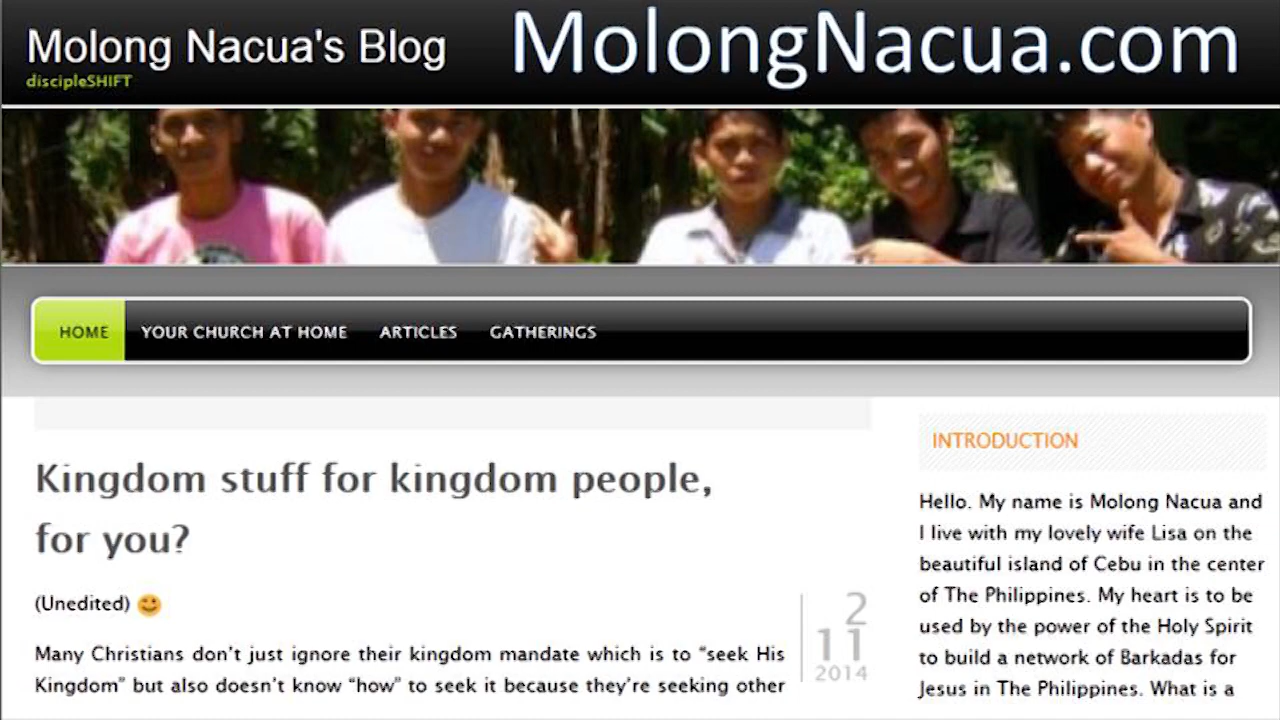 Molong Nacua's Blog
MolongNacua.com
discipleSHIFT
HOME
YOUR CHURCH AT HOME
ARTICLES
GATHERINGS
Kingdom stuff for kingdom people,
for you?
(Unedited)
2
11
2014
Many Christians don’t just ignore their kingdom mandate which is to “seek His
Kingdom” but also doesn’t know “how” to seek it because they’re seeking other
INTRODUCTION
Hello. My name is Molong Nacua and
I live with my lovely wife Lisa on the
beautiful island of Cebu in the center
of The Philippines. My heart is to be
used by the power of the Holy Spirit
to build a network of Barkadas for
Jesus in The Philippines. What is a